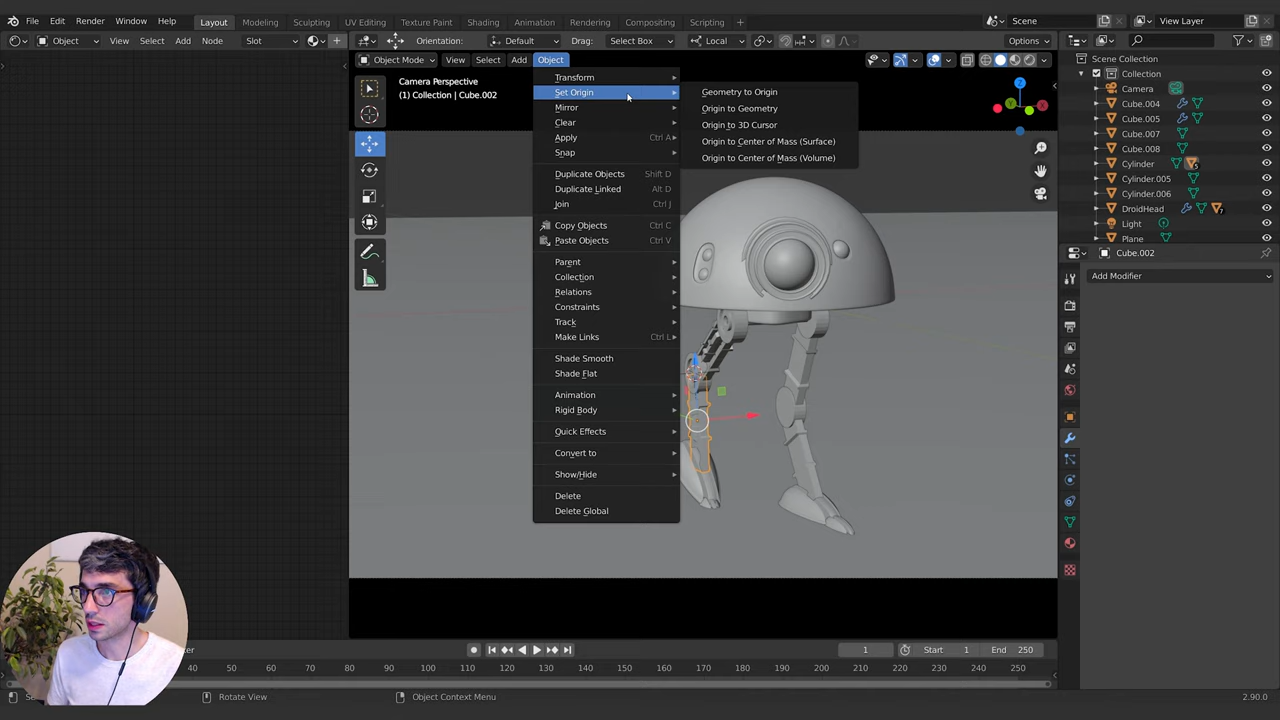 File Edit Render Window Help Layout Modeling Sculpting UV Editing Texture Paint Shading Animation Rendering Compositing Scripting + Scene View Layer
Object View Select Add Node Slot Orientation: Default Drag: Select Box Local Options
Object Mode View Select Add Object
Camera Perspective
(1) Collection | Cube.002
Transform
Set Origin
Mirror
Clear
Apply Ctrl A
Snap
Duplicate Objects Shift D
Duplicate Linked Alt D
Join Ctrl J
Copy Objects Ctrl C
Paste Objects Ctrl V
Parent
Collection
Relations
Constraints
Track
Make Links Ctrl L
Shade Smooth
Shade Flat
Animation
Rigid Body
Quick Effects
Convert to
Show/Hide
Delete
Delete Global
Geometry to Origin
Origin to Geometry
Origin to 3D Cursor
Origin to Center of Mass (Surface)
Origin to Center of Mass (Volume)
X
Y
Z
Scene Collection
Collection
Camera
Cube.004
Cube.005
Cube.007
Cube.008
Cylinder 5
Cylinder.005
Cylinder.006
DroidHead 7
Light
Plane
Cube.002
Add Modifier
1 Start 1 End 250
40 50 60 70 80 90 100 110 120 130 140 150 160 170 180 190 200 210 220 230 240 250
Rotate View Object Context Menu 2.90.0